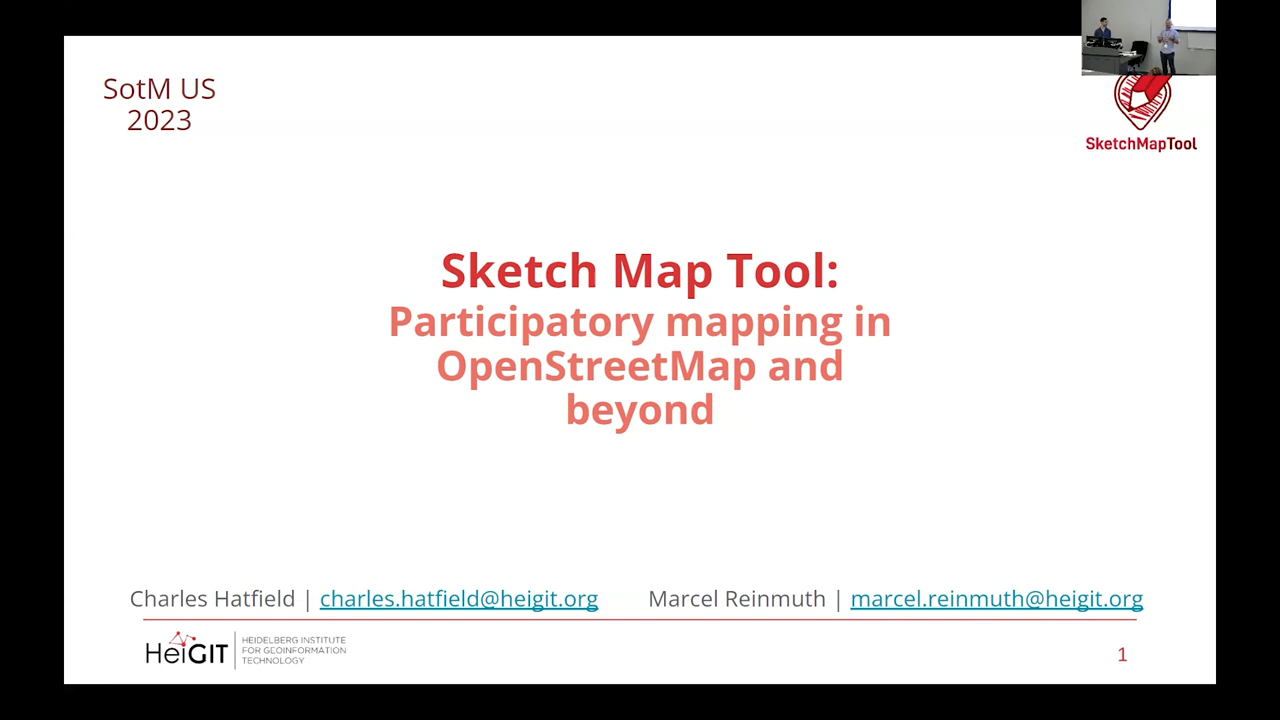 SotM US
2023
SketchMapTool
Sketch Map Tool:
Participatory mapping in
OpenStreetMap and
beyond
Charles Hatfield | charles.hatfield@heigit.org
Marcel Reinmuth | marcel.reinmuth@heigit.org
HeiGIT
HEIDELBERG INSTITUTE
FOR GEOINFORMATION
TECHNOLOGY
1